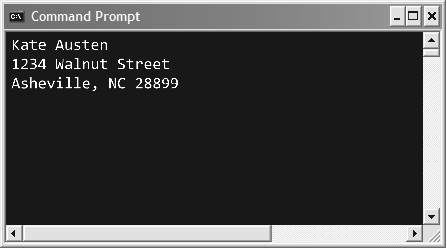 C:\ Command Prompt
Kate Austen
1234 Walnut Street
Asheville, NC 28899